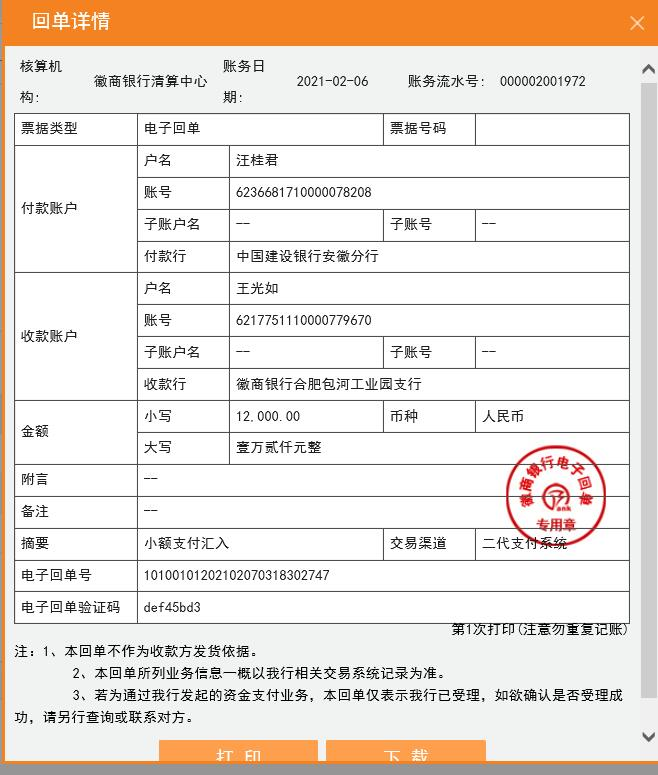 回单详情
核算机构: 徽商银行清算中心 账务日期: 2021-02-06 账务流水号: 000002001972
票据类型 电子回单 票据号码
付款账户
户名 汪桂君
账号 6236681710000078208
子账户名 -- 子账号 --
付款行 中国建设银行安徽分行
收款账户
户名 王光如
账号 6217751110000779670
子账户名 -- 子账号 --
收款行 徽商银行合肥包河工业园支行
金额
小写 12,000.00 币种 人民币
大写 壹万贰仟元整
附言 --
备注 --
徽商银行电子回单
ank
专用章
摘要 小额支付汇入 交易渠道 二代支付系统
电子回单号 10100101202102070318302747
电子回单验证码 def45bd3
第1次打印(注意勿重复记账)
注: 1、本回单不作为收款方发货依据。
2、本回单所列业务信息一概以我行相关交易系统记录为准。
3、若为通过我行发起的资金支付业务, 本回单仅表示我行已受理, 如欲确认是否受理成
功, 请另行查询或联系对方。
打 印 下 载